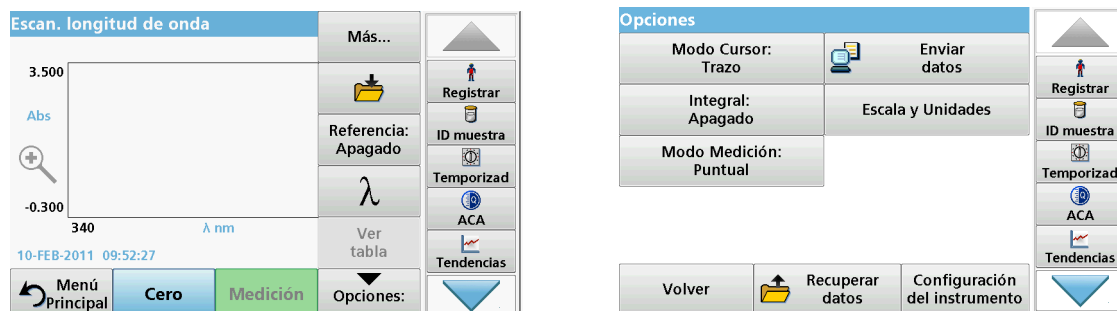 Escan. longitud de onda
Más...
3.500
Abs
Referencia:
Apagado
λ
-0.300
340
λ nm
Ver
tabla
10-FEB-2011 09:52:27
Menú
Principal
Cero
Medición
Opciones:
Registrar
ID muestra
Temporizad
ACA
Tendencias
Opciones
Modo Cursor:
Trazo
Enviar
datos
Integral:
Apagado
Escala y Unidades
Modo Medición:
Puntual
Volver
Recuperar
datos
Configuración
del instrumento
Registrar
ID muestra
Temporizad
ACA
Tendencias